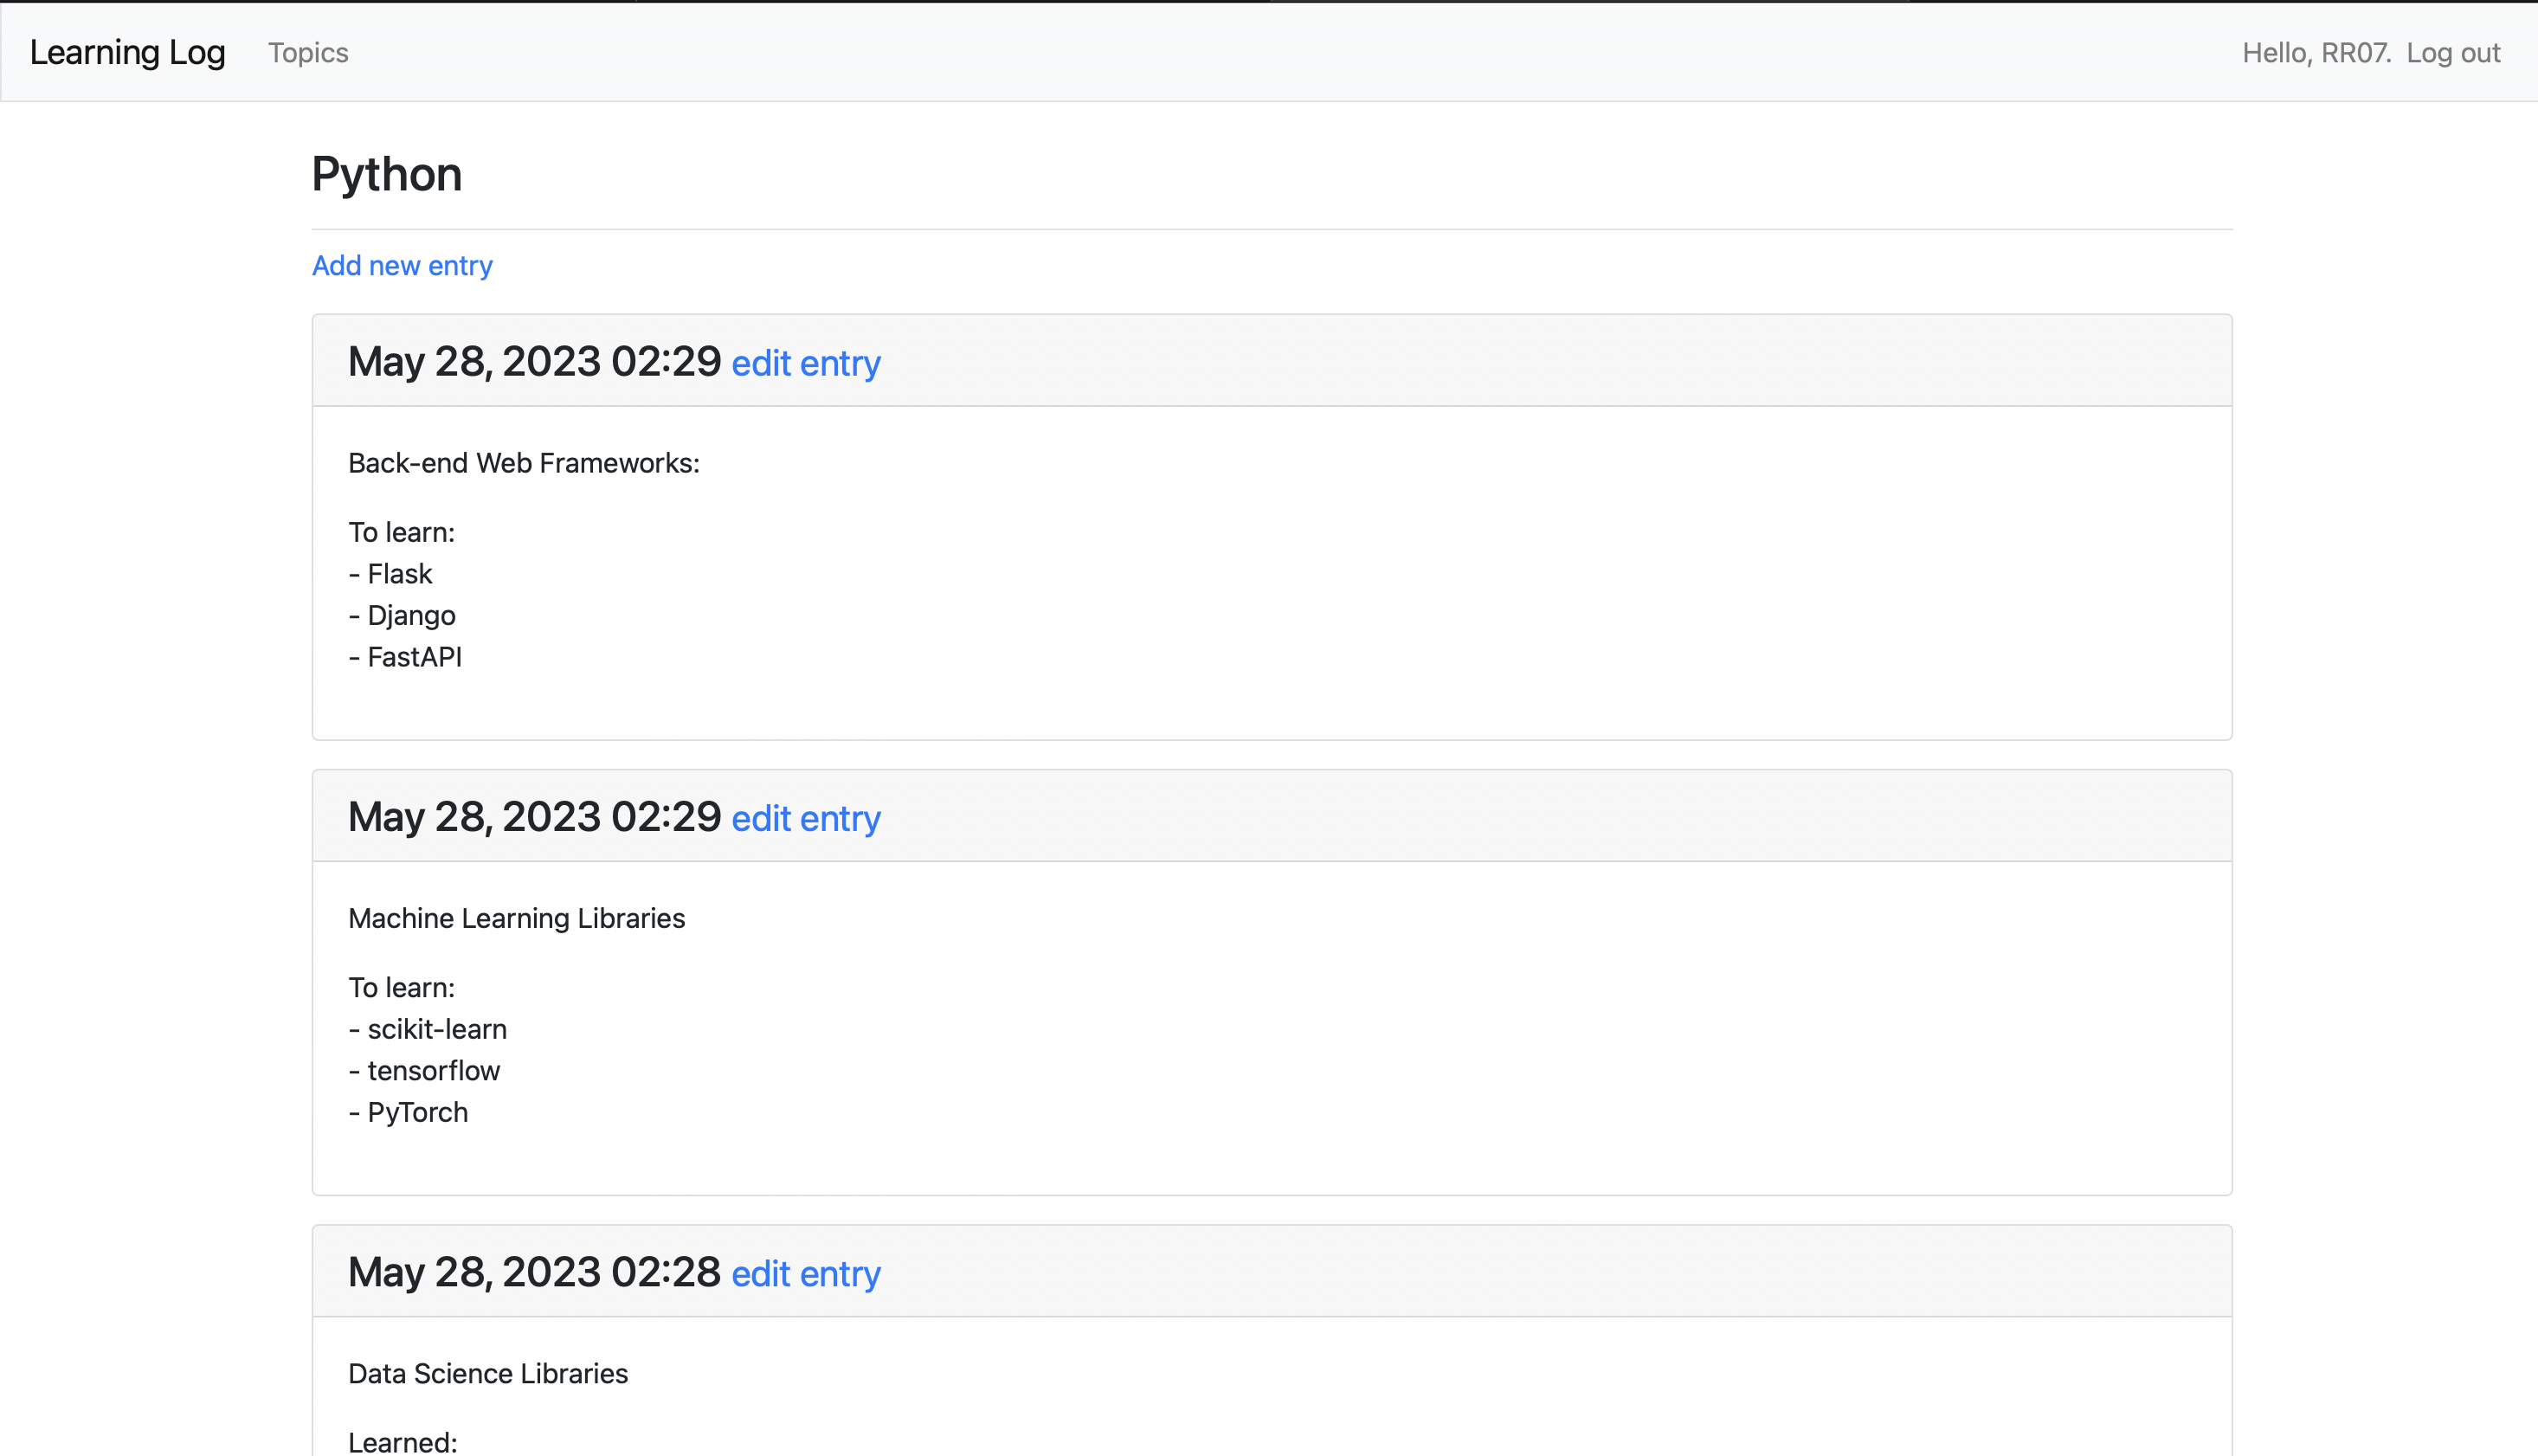 Learning Log Topics Hello, RR07. Log out
Python
Add new entry
May 28, 2023 02:29 edit entry
Back-end Web Frameworks:
To learn:
- Flask
- Django
- FastAPI
May 28, 2023 02:29 edit entry
Machine Learning Libraries
To learn:
- scikit-learn
- tensorflow
- PyTorch
May 28, 2023 02:28 edit entry
Data Science Libraries
Learned: